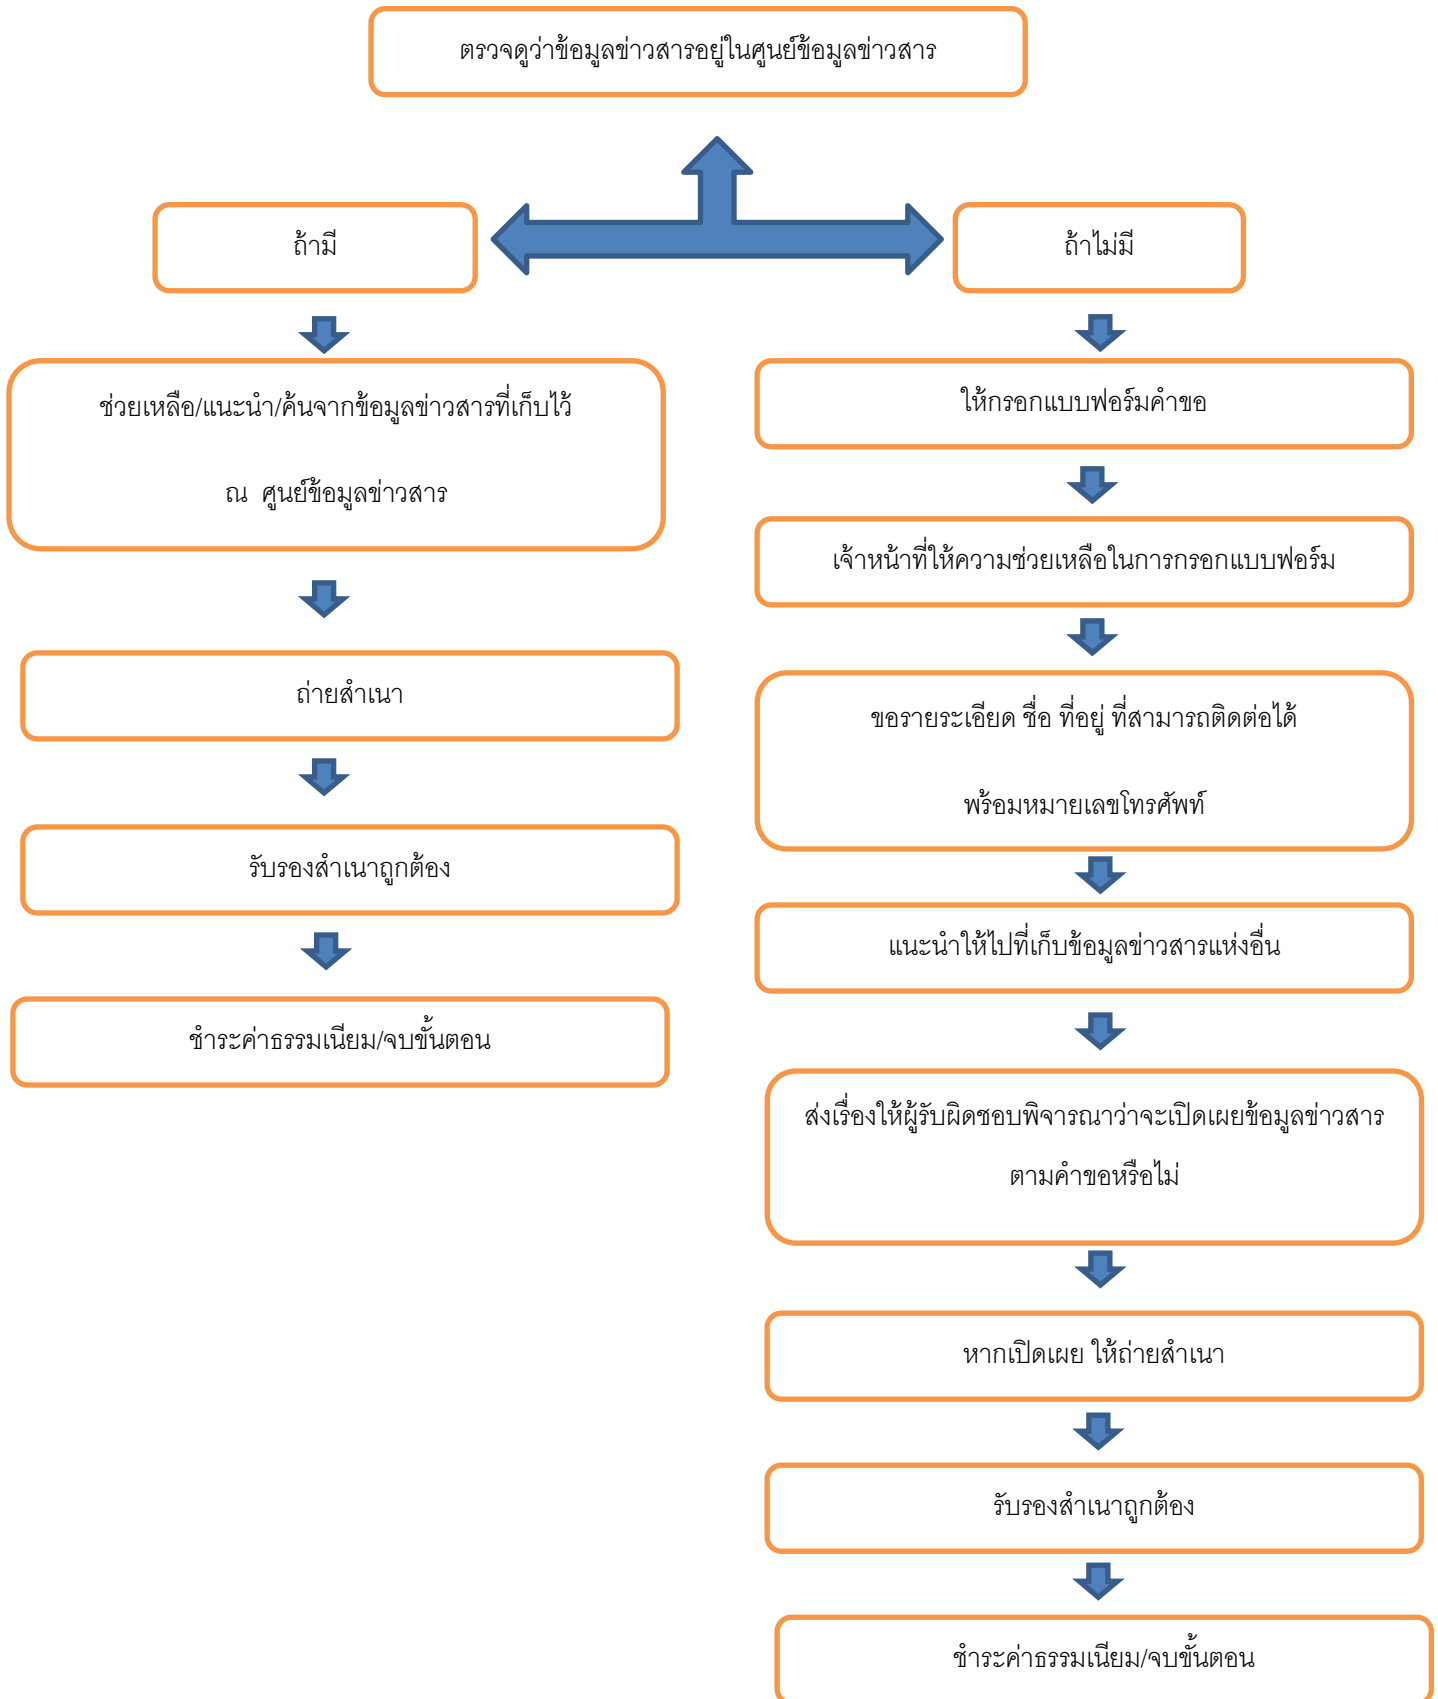 ตรวจดูว่าข้อมูลข่าวสารอยู่ในศูนย์ข้อมูลข่าวสาร
ถ้ามี
ช่วยเหลือ/แนะนำ/ค้นจากข้อมูลข่าวสารที่เก็บไว้
ณ ศูนย์ข้อมูลข่าวสาร
ถ่ายสำเนา
รับรองสำเนาถูกต้อง
ชำระค่าธรรมเนียม/จบขั้นตอน
ถ้าไม่มี
ให้กรอกแบบฟอร์มคำขอ
เจ้าหน้าที่ให้ความช่วยเหลือในการกรอกแบบฟอร์ม
ขอรายระเอียด ชื่อ ที่อยู่ ที่สามารถติดต่อได้
พร้อมหมายเลขโทรศัพท์
แนะนำให้ไปที่เก็บข้อมูลข่าวสารแห่งอื่น
ส่งเรื่องให้ผู้รับผิดชอบพิจารณาว่าจะเปิดเผยข้อมูลข่าวสาร
ตามคำขอหรือไม่
หากเปิดเผย ให้ถ่ายสำเนา
รับรองสำเนาถูกต้อง
ชำระค่าธรรมเนียม/จบขั้นตอน